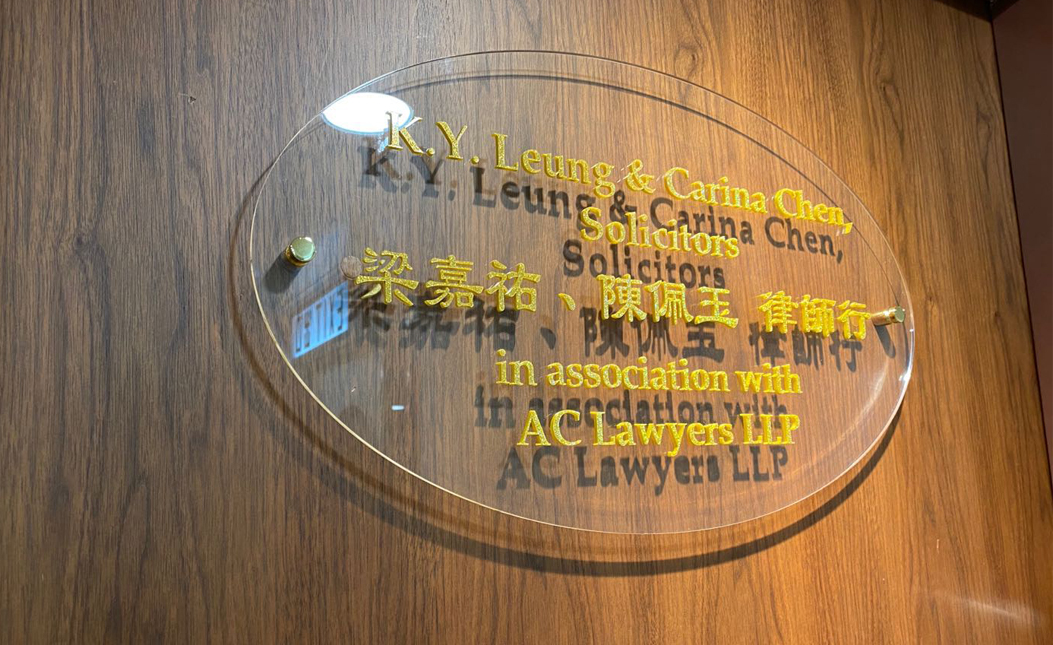 K.Y. Leung & Carina Chen,
Solicitors
梁嘉祐、陳佩玉 律師行
in association with
AC Lawyers LLP